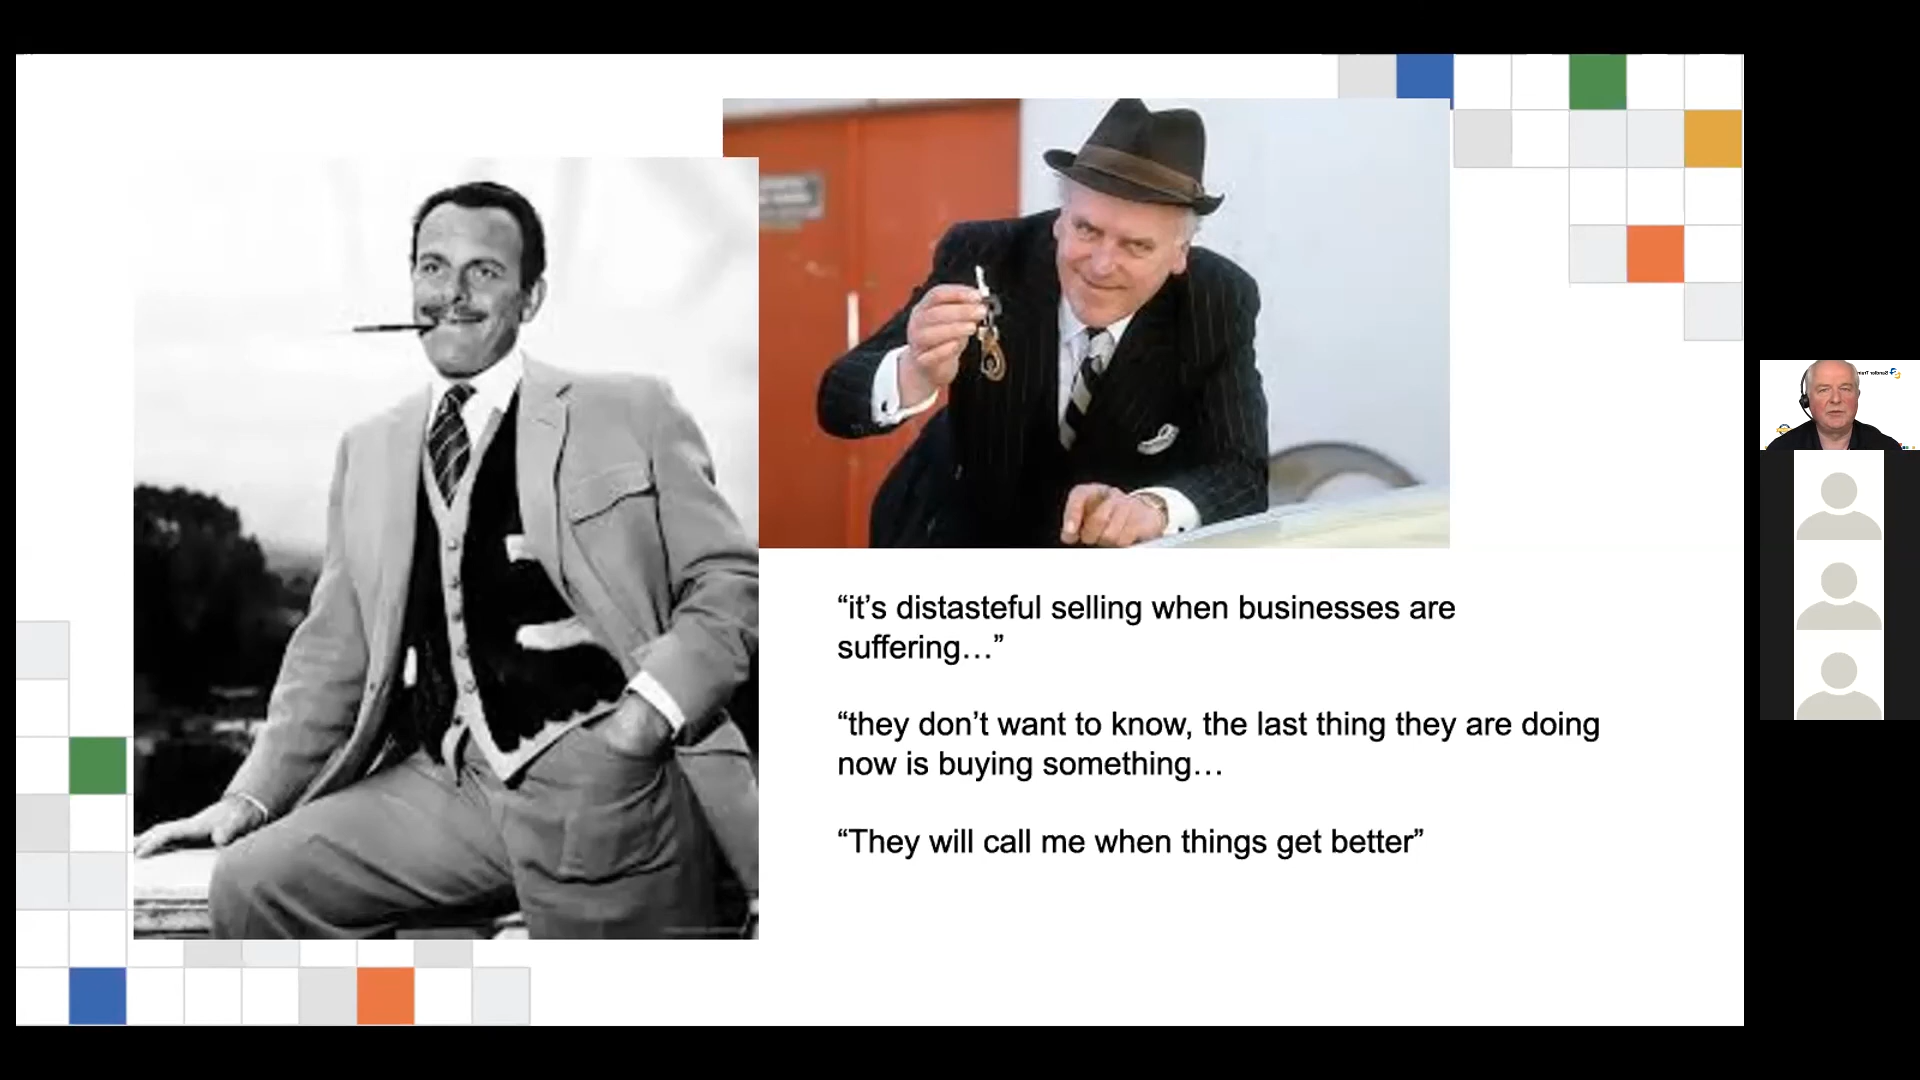 “it’s distasteful selling when businesses are
suffering…”
“they don’t want to know, the last thing they are doing
now is buying something…
“They will call me when things get better”